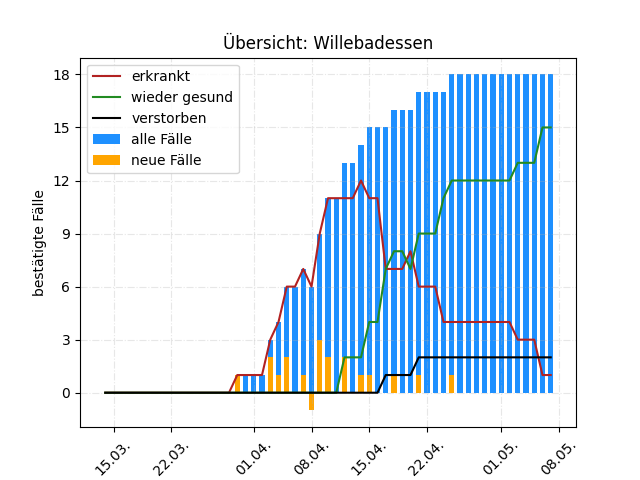 Übersicht: Willebadessen
erkrankt
wieder gesund
verstorben
alle Fälle
neue Fälle
bestätigte Fälle
18
15
12
9
6
3
0
15.03.
22.03.
01.04.
08.04.
15.04.
22.04.
01.05.
08.05.